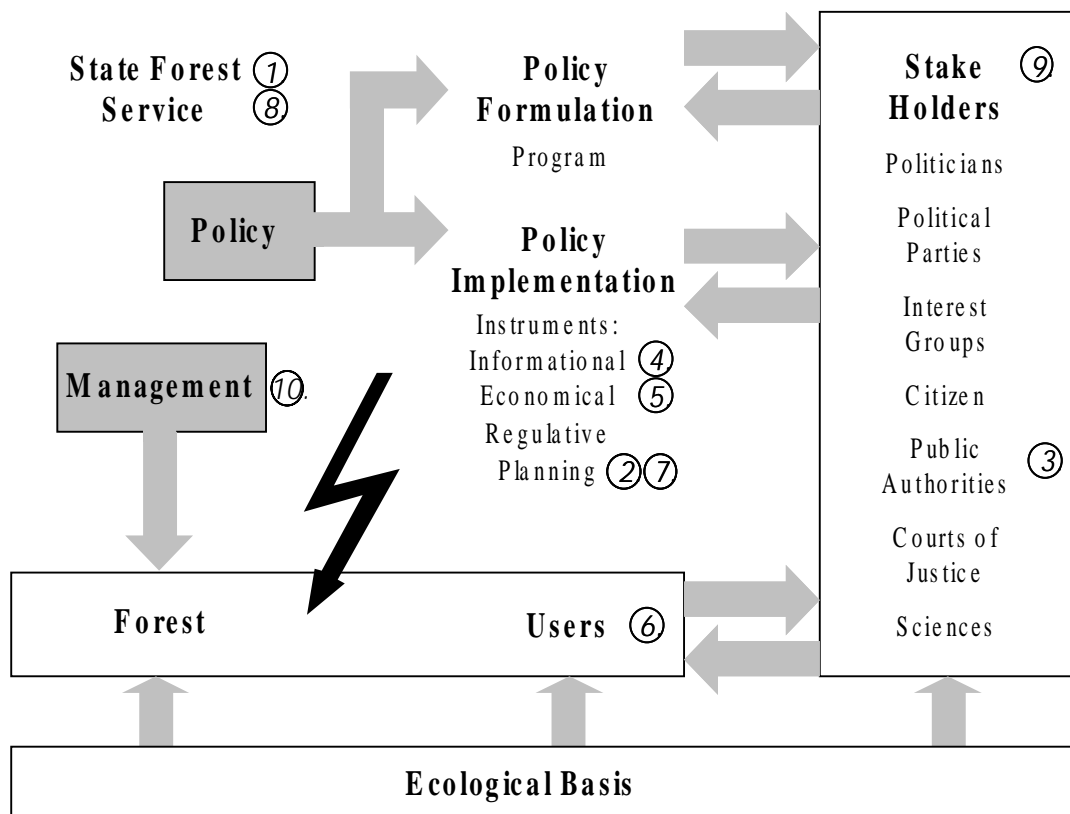 State Forest 1
Service 8.
Policy
Management 10.
Policy
Formulation
Program
Policy
Implementation
Instruments:
Informational 4.
Economical 5.
Regulative
Planning 2 7
Stake 9.
Holders
Politicians
Political
Parties
Interest
Groups
Citizen
Public
Authorities 3
Courts of
Justice
Sciences
Forest
Users 6.
Ecological Basis